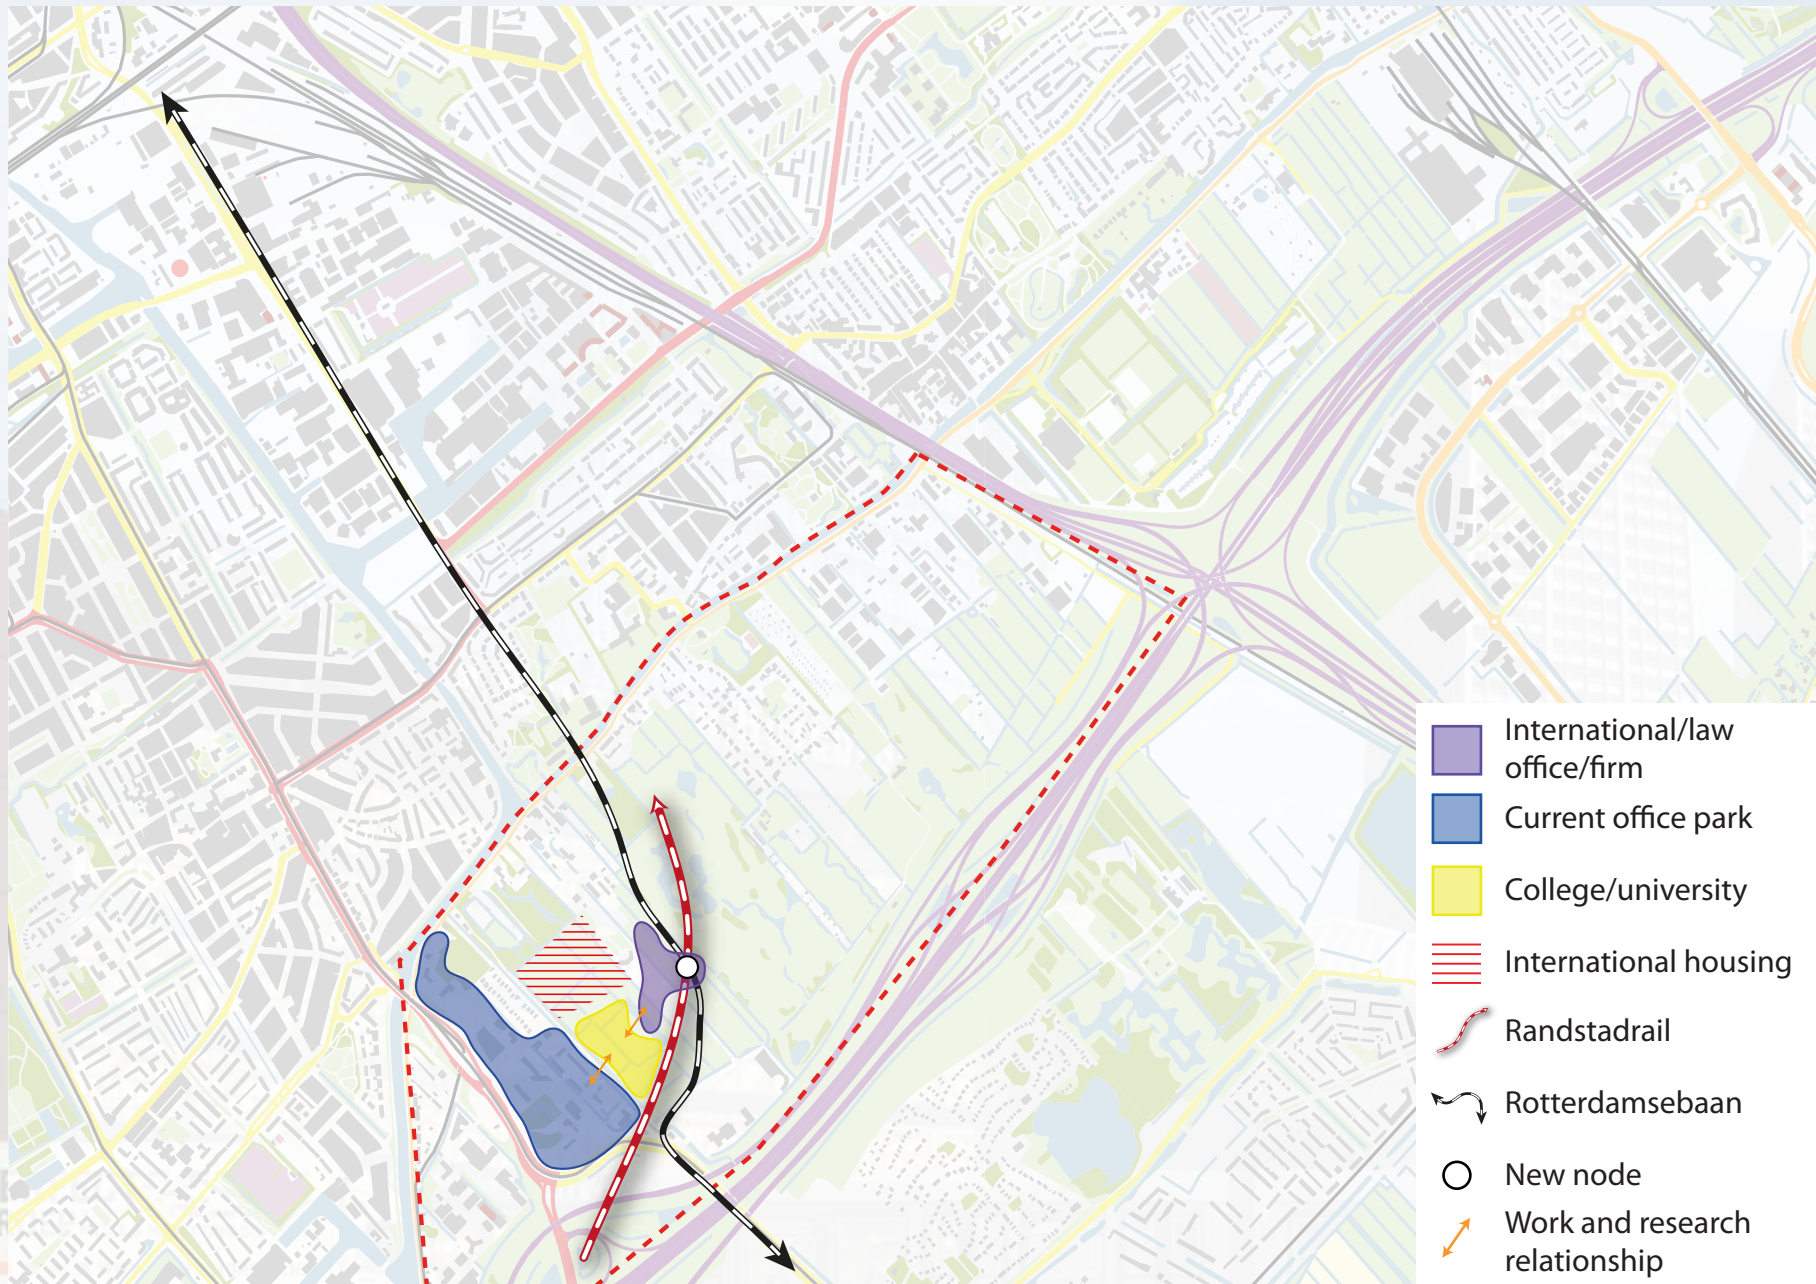 International/law
office/firm
Current office park
College/university
International housing
Randstadrail
Rotterdamsebaan
New node
Work and research
relationship